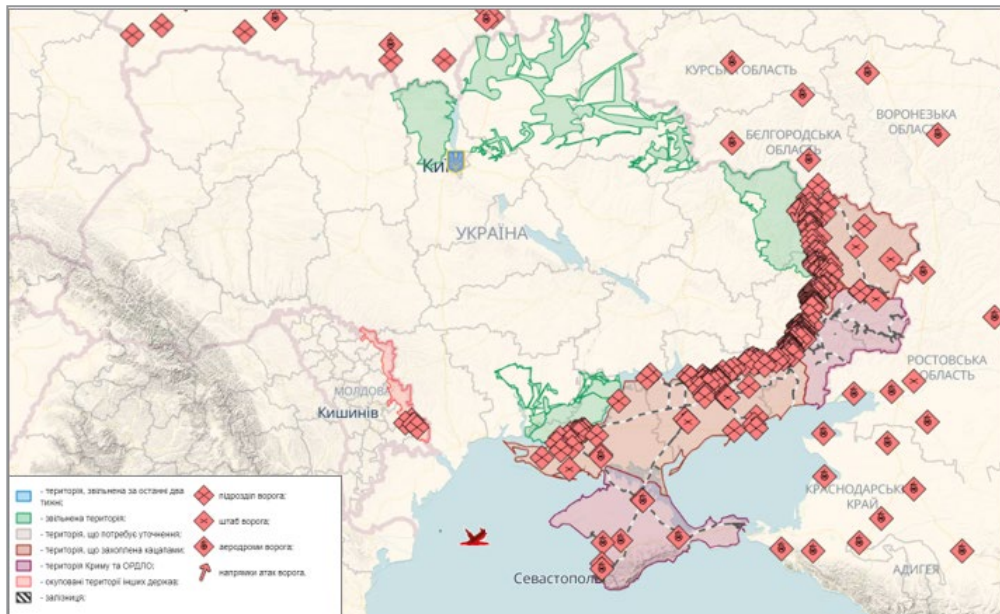 КУРСЬКА ОБЛАСТЬ
ВОРОНЕЗЬКА
ОБЛАСТЬ
БЄЛГОРОДСЬКА
ОБЛАСТЬ
УКРАЇНА
РОСТОВСЬКА
ОБЛАСТЬ
МОЛДОВА
Кишинів
КРАСНОДАРСЬКИЙ
КРАЙ
Севастополь
АДИГЕЯ
- територія, звільнена за останні два
тижні;
- звільнена територія;
- територія, що потребує уточнення;
- територія, що захоплена кацапами;
- територія Криму та ОРДЛО;
- окуповані території інших держав;
- залізниця;
підрозділ ворога;
штаб ворога;
аеродроми ворога;
напрямки атак ворога.